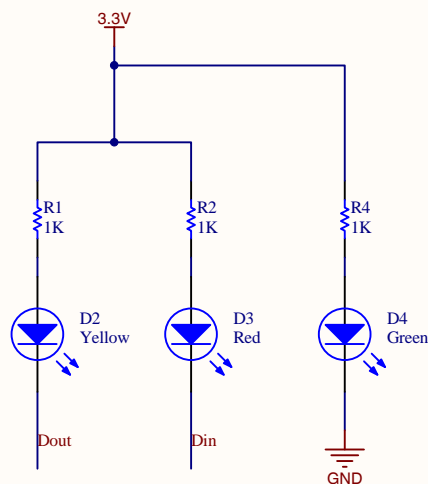 3.3V
R1
1K
R2
1K
R4
1K
D2
Yellow
D3
Red
D4
Green
Dout
Din
GND